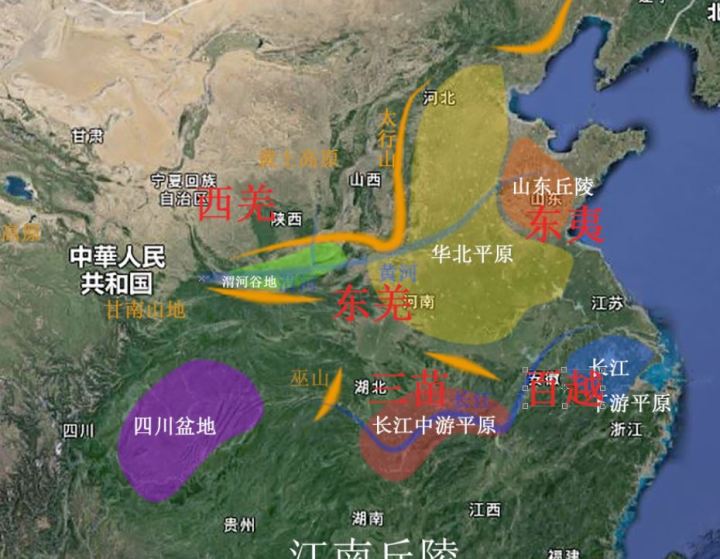 北
河北
甘肃
太行山
黄土高原
宁夏回族
自治区
山西
山东丘陵
山东
西羌
陕西
东夷
高原
中華人民
共和国
华北平原
渭河谷地
黄河
甘南山地
东羌
河南
江苏
巫山
湖北
三苗
安徽
百越
长江
下游平原
四川盆地
四川
长江中游平原
浙江
贵州
湖南
江西
江南丘陵
福建